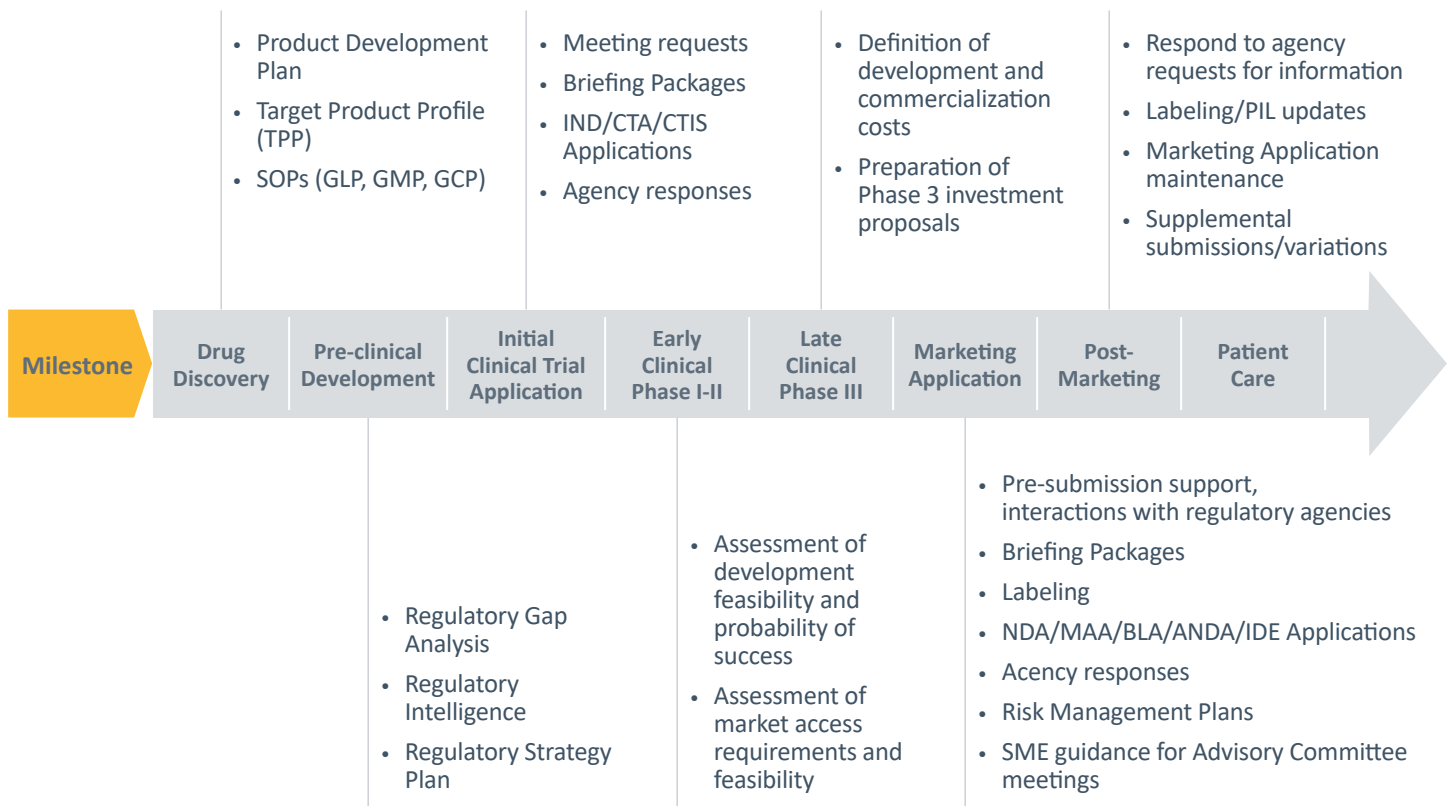 • Product Development
Plan
• Target Product Profile
(TPP)
• SOPs (GLP, GMP, GCP)
• Meeting requests
• Briefing Packages
• IND/CTA/CTIS
Applications
• Agency responses
• Definition of
development and
commercialization
costs
• Preparation of
Phase 3 investment
proposals
• Respond to agency
requests for information
• Labeling/PIL updates
• Marketing Application
maintenance
• Supplemental
submissions/variations
Milestone
Drug
Discovery
Pre-clinical
Development
Initial
Clinical Trial
Application
Early
Clinical
Phase I-II
Late
Clinical
Phase III
Marketing
Application
Post-
Marketing
Patient
Care
• Regulatory Gap
Analysis
• Regulatory
Intelligence
• Regulatory Strategy
Plan
• Assessment of
development
feasibility and
probability of
success
• Assessment of
market access
requirements and
feasibility
• Pre-submission support,
interactions with regulatory agencies
• Briefing Packages
• Labeling
• NDA/MAA/BLA/ANDA/IDE Applications
• Acency responses
• Risk Management Plans
• SME guidance for Advisory Committee
meetings